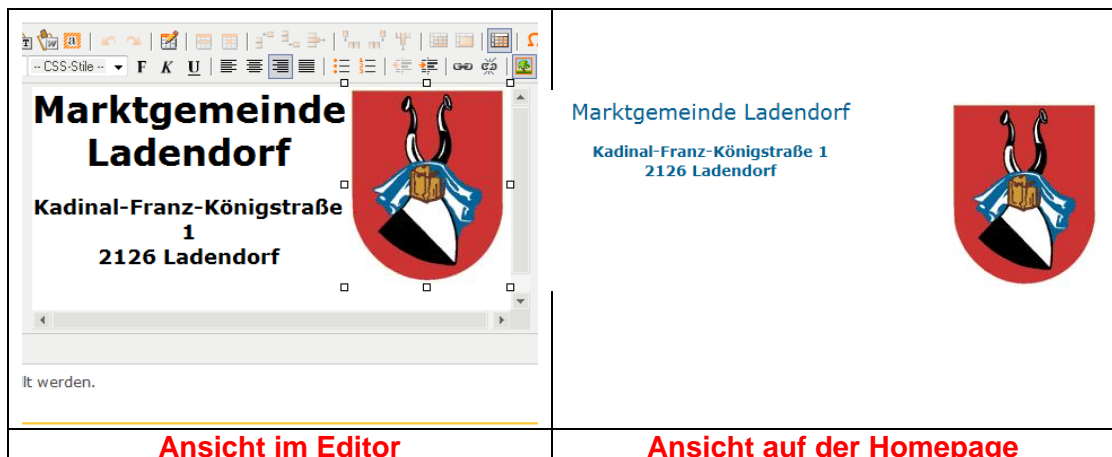 -- CSS-Stile --
F K U
Marktgemeinde
Ladendorf
Kadinal-Franz-Königstraße
1
2126 Ladendorf
lt werden.
Marktgemeinde Ladendorf
Kadinal-Franz-Königstraße 1
2126 Ladendorf
Ansicht im Editor
Ansicht auf der Homepage